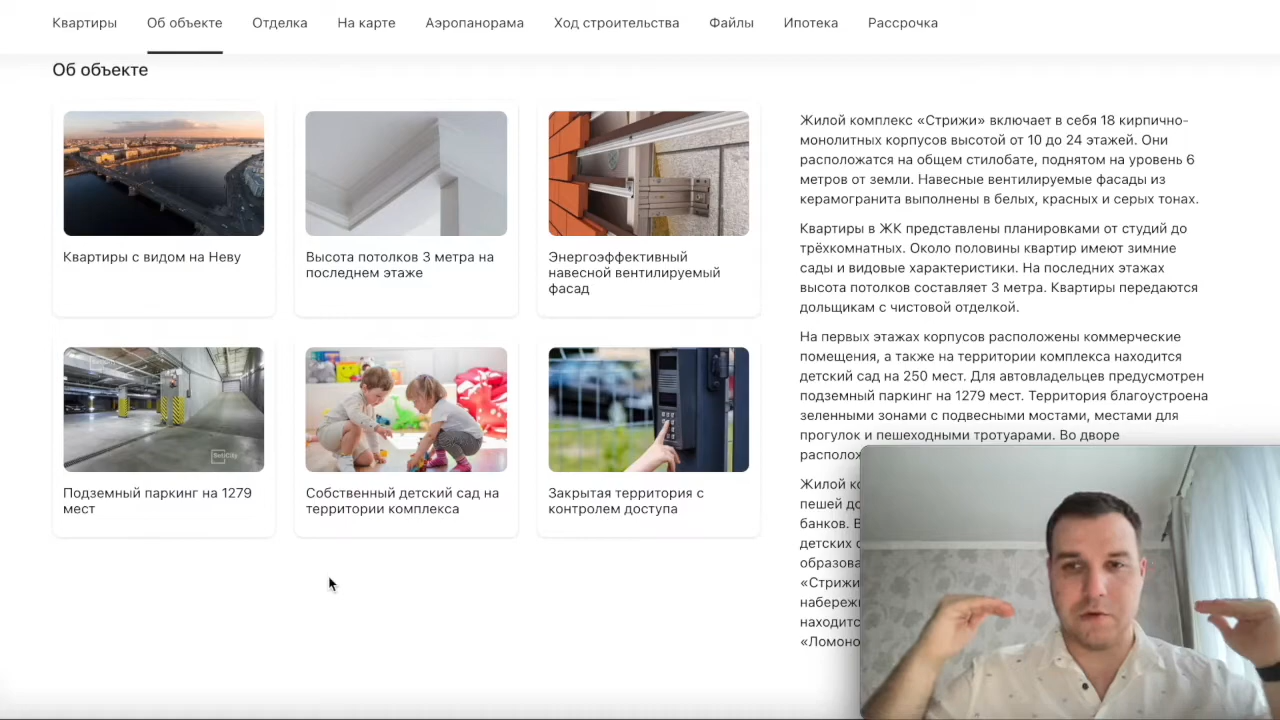 Квартиры Об объекте Отделка На карте Аэропанорама Ход строительства Файлы Ипотека Рассрочка
Об объекте
Квартиры с видом на Неву
Высота потолков 3 метра на
последнем этаже
Энергоэффективный
навесной вентилируемый
фасад
Подземный паркинг на 1279
мест
Собственный детский сад на
территории комплекса
Закрытая территория с
контролем доступа
Жилой комплекс «Стрижи» включает в себя 18 кирпично-
монолитных корпусов высотой от 10 до 24 этажей. Они
расположатся на общем стилобате, поднятом на уровень 6
метров от земли. Навесные вентилируемые фасады из
керамогранита выполнены в белых, красных и серых тонах.
Квартиры в ЖК представлены планировками от студий до
трёхкомнатных. Около половины квартир имеют зимние
сады и видовые характеристики. На последних этажах
высота потолков составляет 3 метра. Квартиры передаются
дольщикам с чистовой отделкой.
На первых этажах корпусов расположены коммерческие
помещения, а также на территории комплекса находится
детский сад на 250 мест. Для автовладельцев предусмотрен
подземный паркинг на 1279 мест. Территория благоустроена
зелеными зонами с подвесными мостами, местами для
прогулок и пешеходными тротуарами. Во дворе
Жилой
пешей
банков. В
детских
«Стрижи